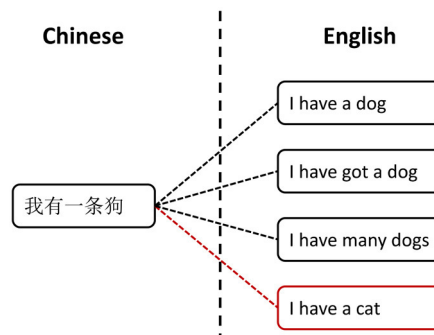 Chinese
English
I have a dog
I have got a dog
我有一条狗
I have many dogs
I have a cat